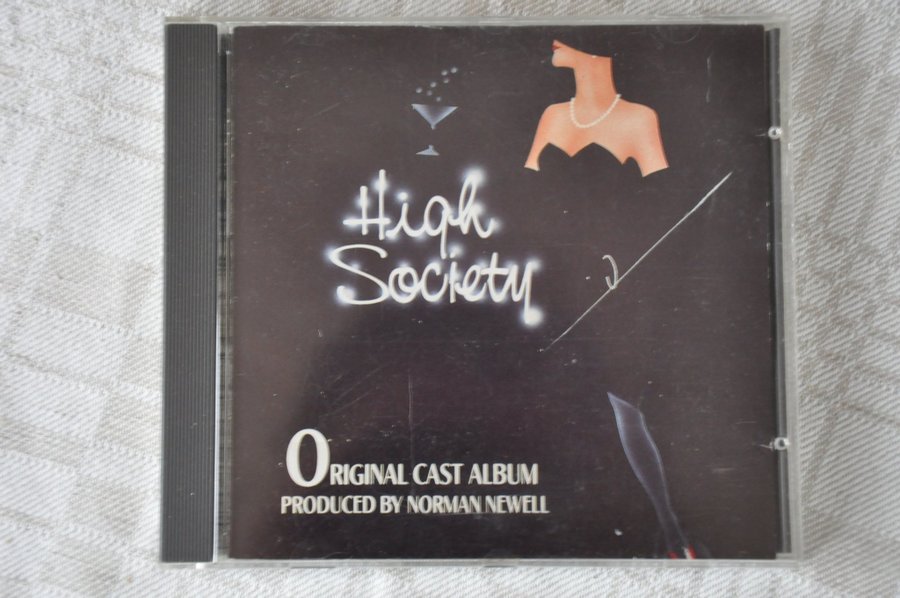 High
Society
ORIGINAL CAST ALBUM
PRODUCED BY NORMAN NEWELL